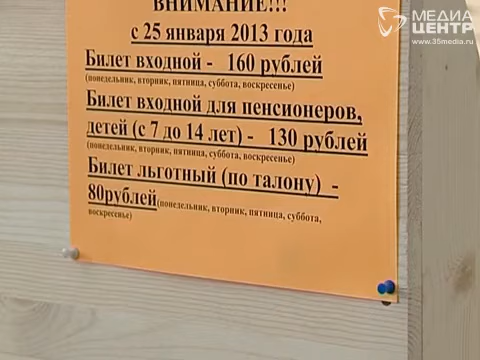 ВНИМАНИЕ!!!
с 25 января 2013 года
Билет входной - 160 рублей
(понедельник, вторник, пятница, суббота, воскресенье)
Билет входной для пенсионеров,
детей (с 7 до 14 лет) - 130 рублей
(понедельник, вторник, пятница, суббота, воскресенье)
Билет льготный (по талону) -
80рублей(понедельник, вторник, пятница, суббота,
воскресенье)
МЕДИА
ЦЕНТР
www.35media.ru